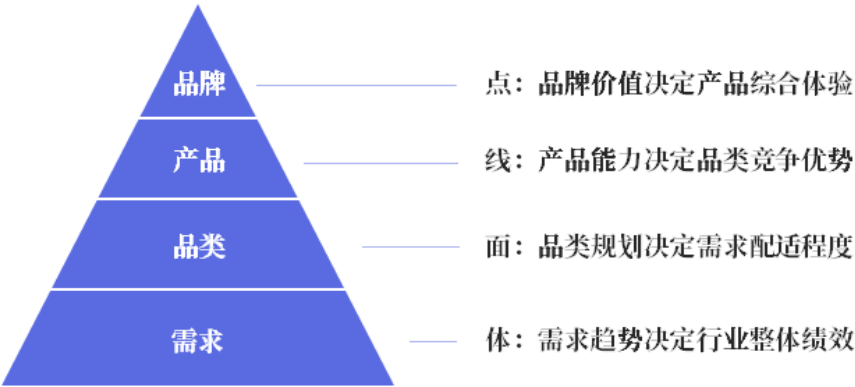 品牌
点：品牌价值决定产品综合体验
产品
线：产品能力决定品类竞争优势
品类
面：品类规划决定需求配适程度
需求
体：需求趋势决定行业整体绩效